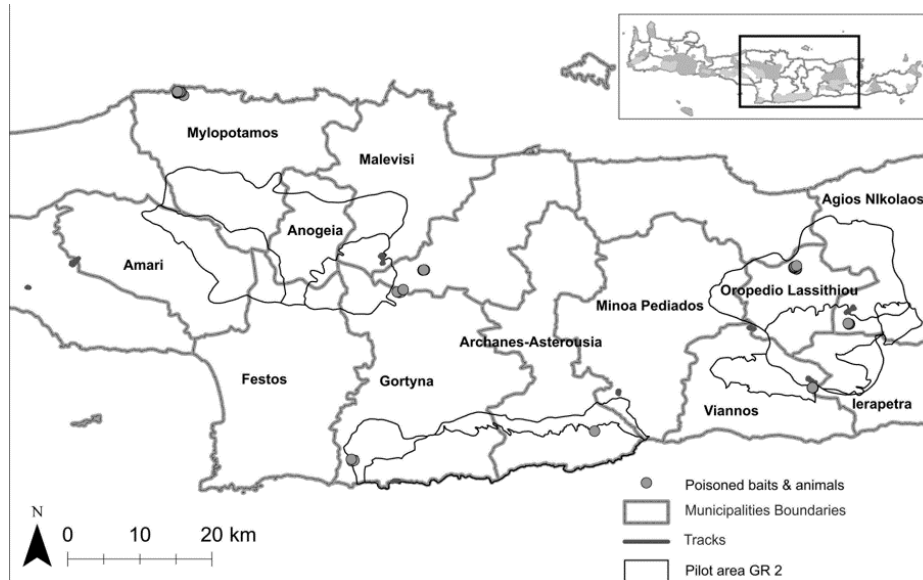 Mylopotamos
Malevisi
Agios NIkolaos
Anogeia
Amari
Oropedio Lassithiou
Minoa Pediados
Archanes-Asterousia
Festos
Gortyna
Viannos
Ierapetra
N
0 5 10 20 km
Poisoned baits & animals
Municipalities Boundaries
Tracks
Pilot area GR 2